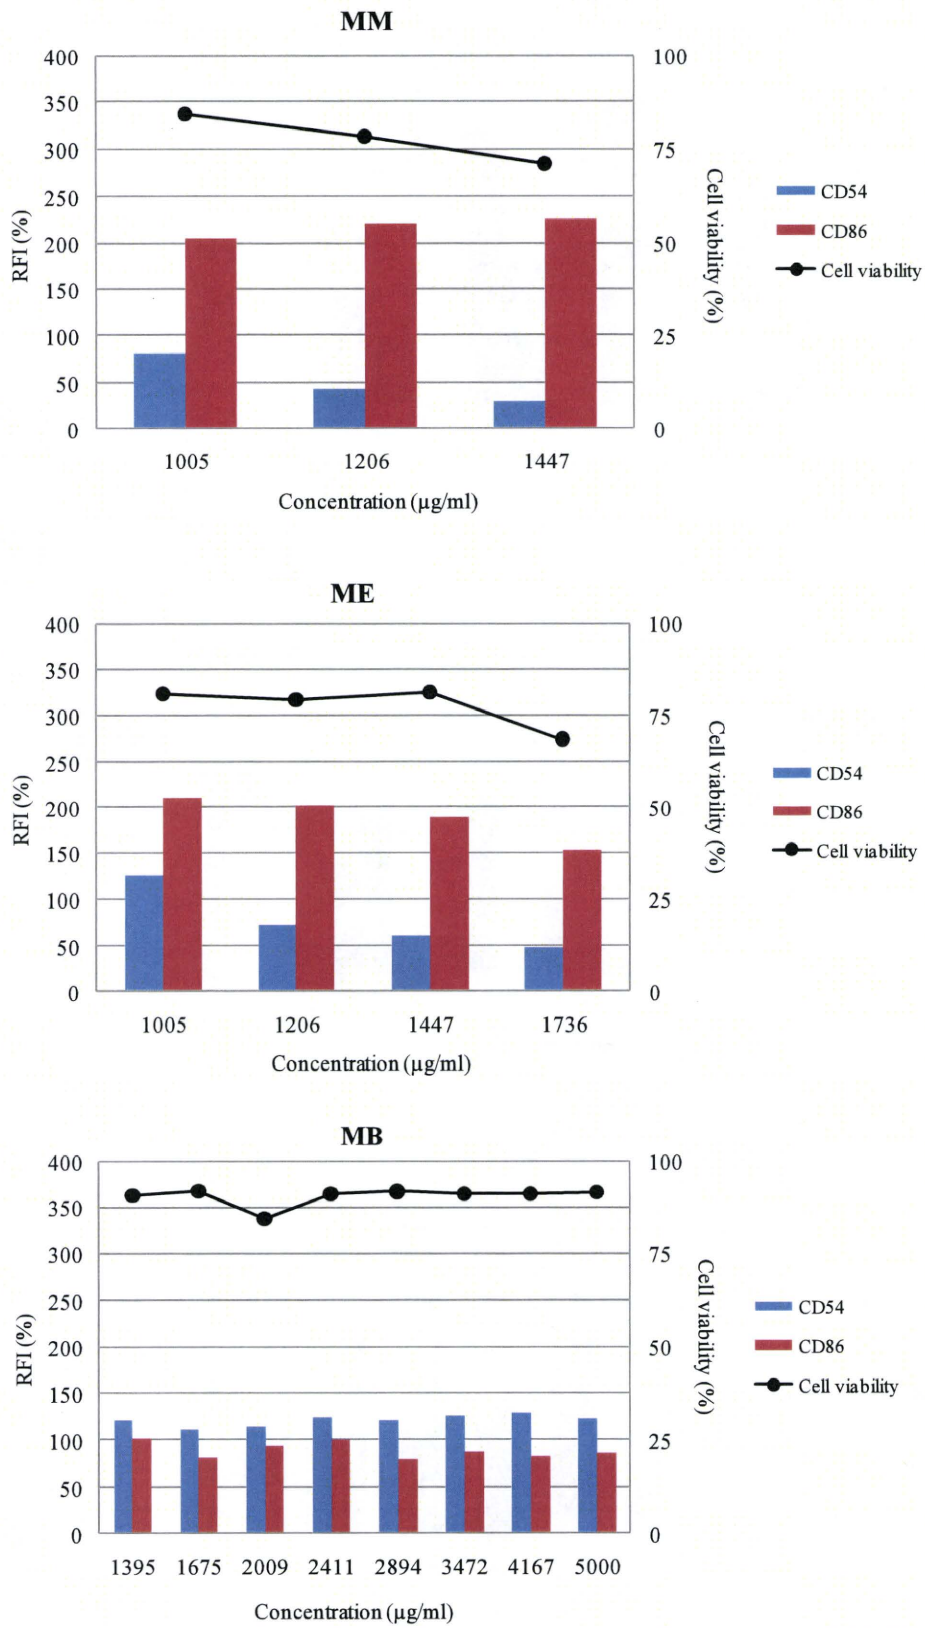 MM
400
350
300
250
200
150
100
50
0
RFI (%)
100
75
50
25
0
Cell viability (%)
CD54
CD86
Cell viability
1005 1206 1447
Concentration (µg/ml)
ME
400
350
300
250
200
150
100
50
0
RFI (%)
100
75
50
25
0
Cell viability (%)
CD54
CD86
Cell viability
1005 1206 1447 1736
Concentration (µg/ml)
MB
400
350
300
250
200
150
100
50
0
RFI (%)
100
75
50
25
0
Cell viability (%)
CD54
CD86
Cell viability
1395 1675 2009 2411 2894 3472 4167 5000
Concentration (µg/ml)